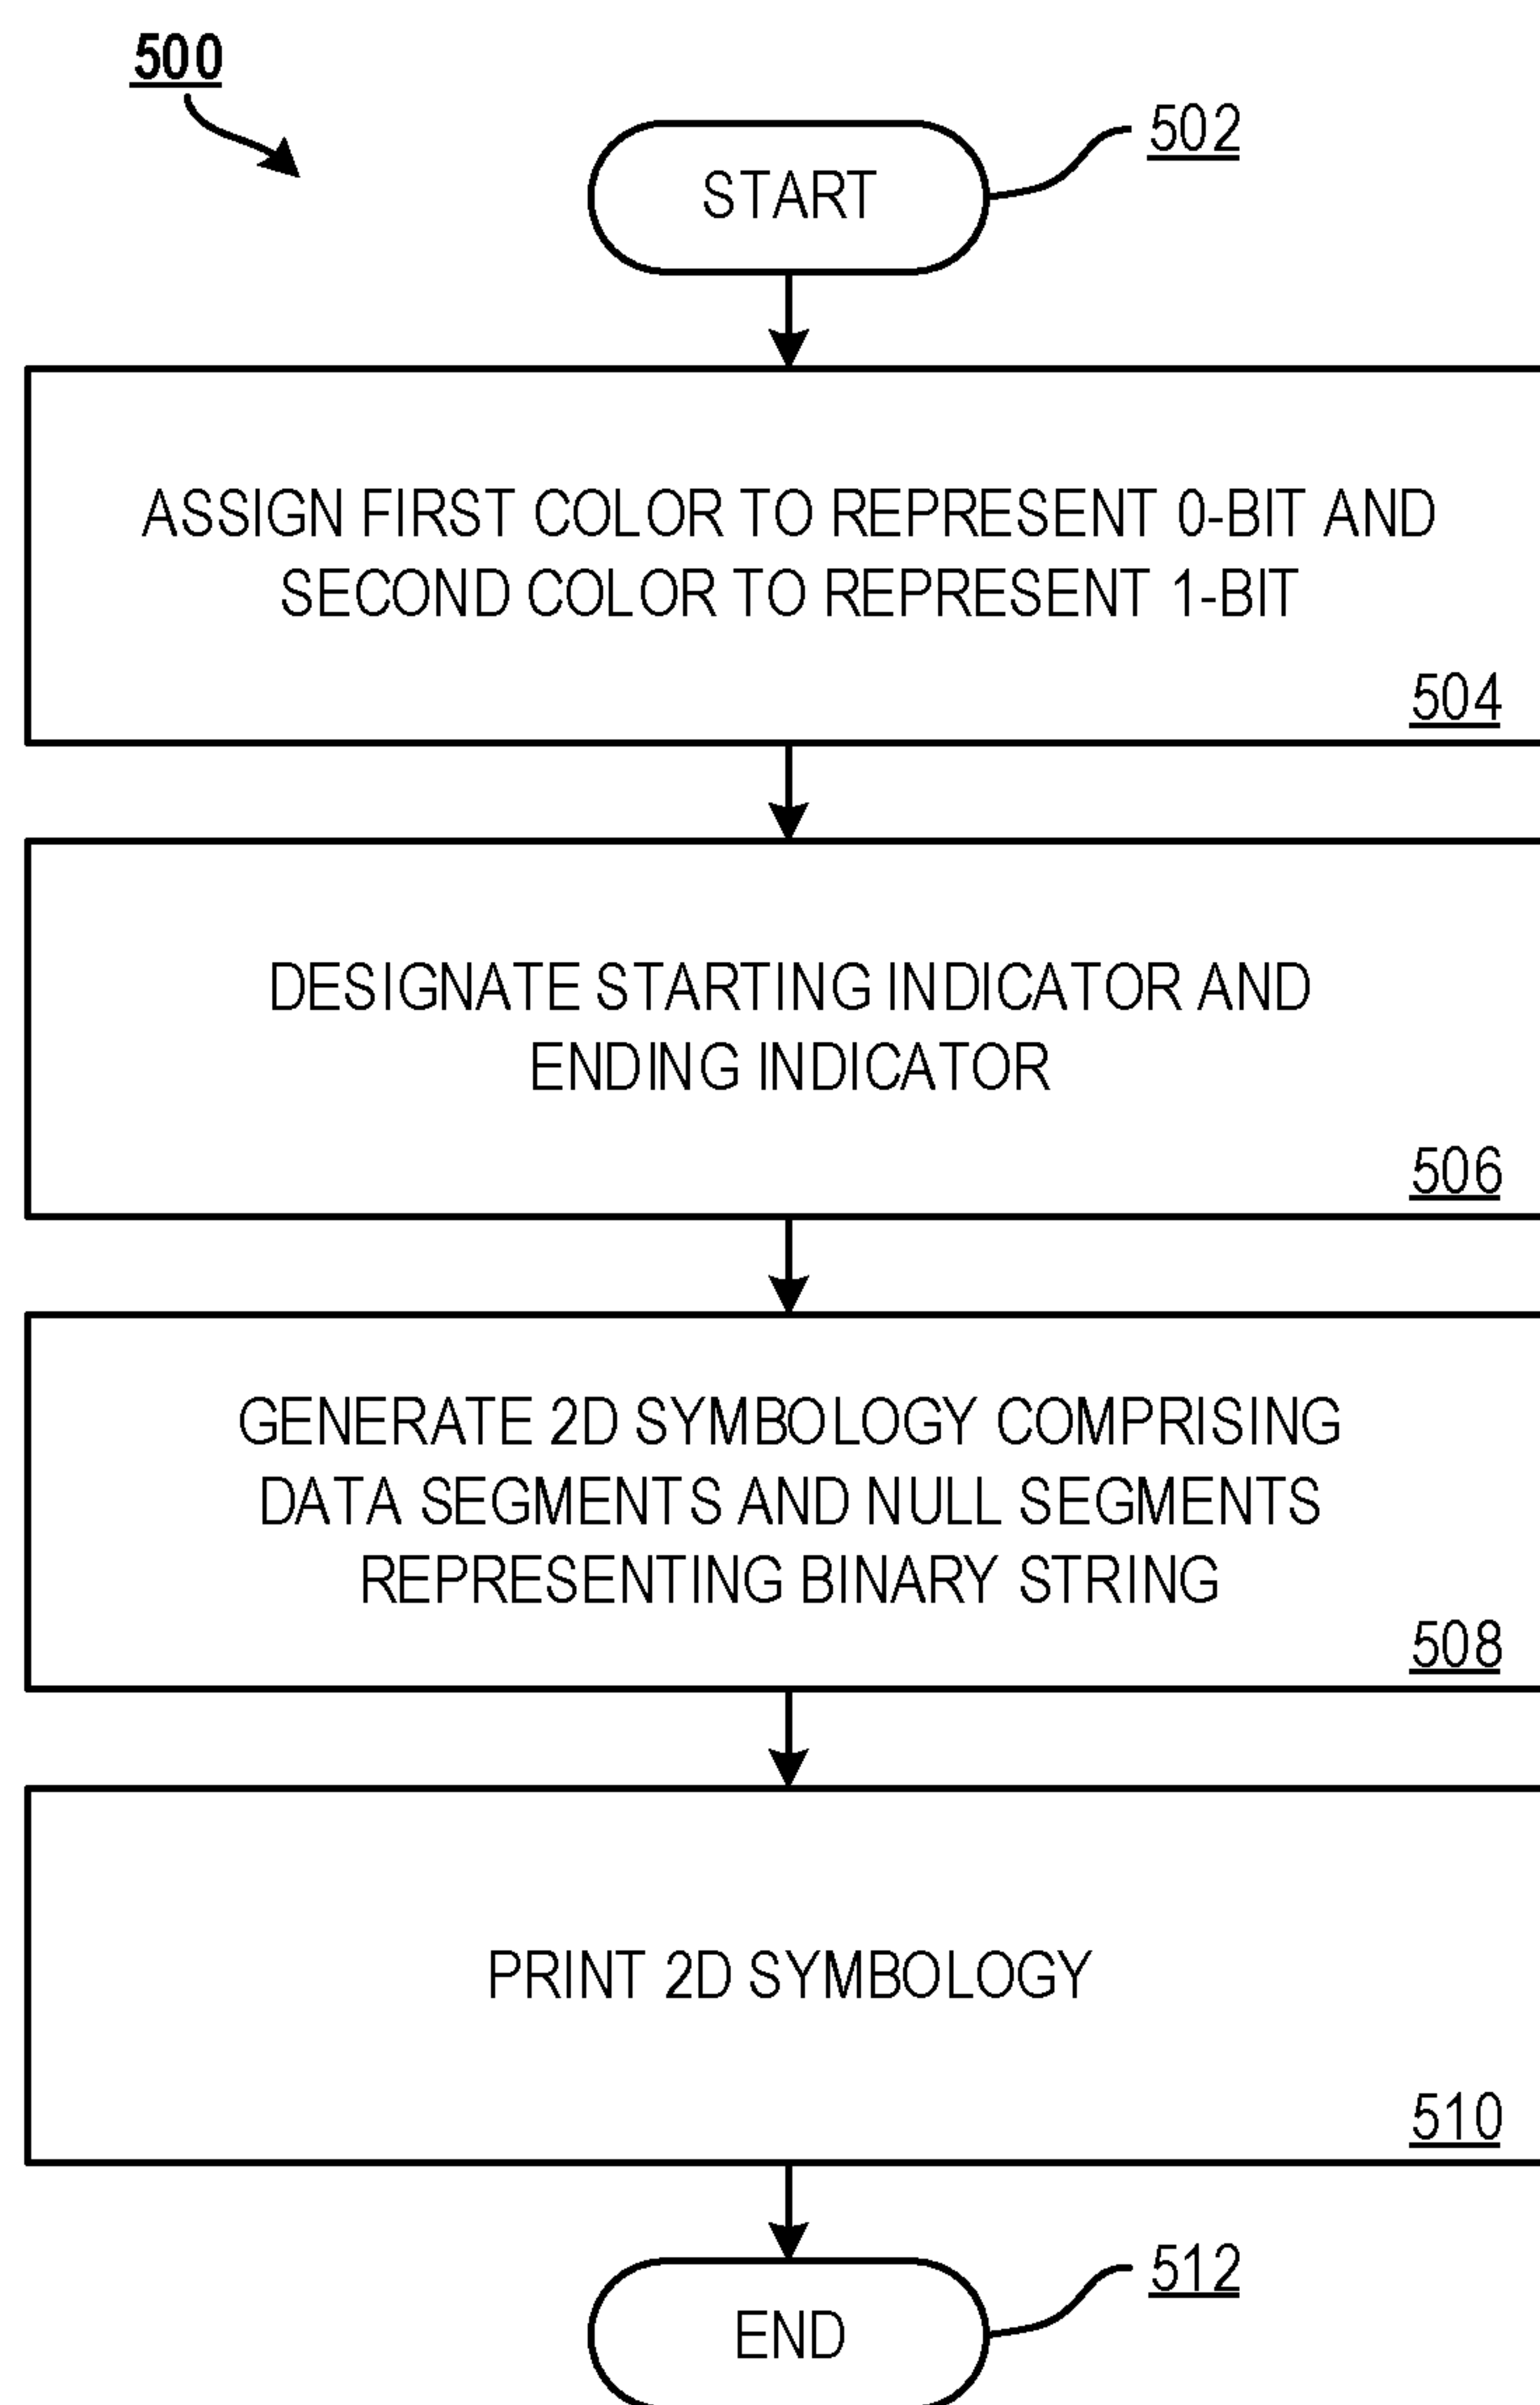 500
502
START
ASSIGN FIRST COLOR TO REPRESENT 0-BIT AND
SECOND COLOR TO REPRESENT 1-BIT
504
DESIGNATE STARTING INDICATOR AND
ENDING INDICATOR
506
GENERATE 2D SYMBOLOGY COMPRISING
DATA SEGMENTS AND NULL SEGMENTS
REPRESENTING BINARY STRING
508
PRINT 2D SYMBOLOGY
510
512
END